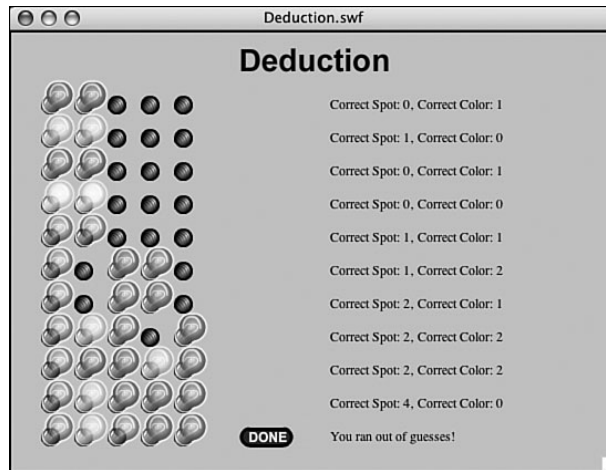 Deduction.swf
Deduction
Correct Spot: 0, Correct Color: 1
Correct Spot: 1, Correct Color: 0
Correct Spot: 0, Correct Color: 1
Correct Spot: 0, Correct Color: 0
Correct Spot: 1, Correct Color: 1
Correct Spot: 1, Correct Color: 2
Correct Spot: 2, Correct Color: 1
Correct Spot: 2, Correct Color: 2
Correct Spot: 2, Correct Color: 2
Correct Spot: 4, Correct Color: 0
DONE You ran out of guesses!